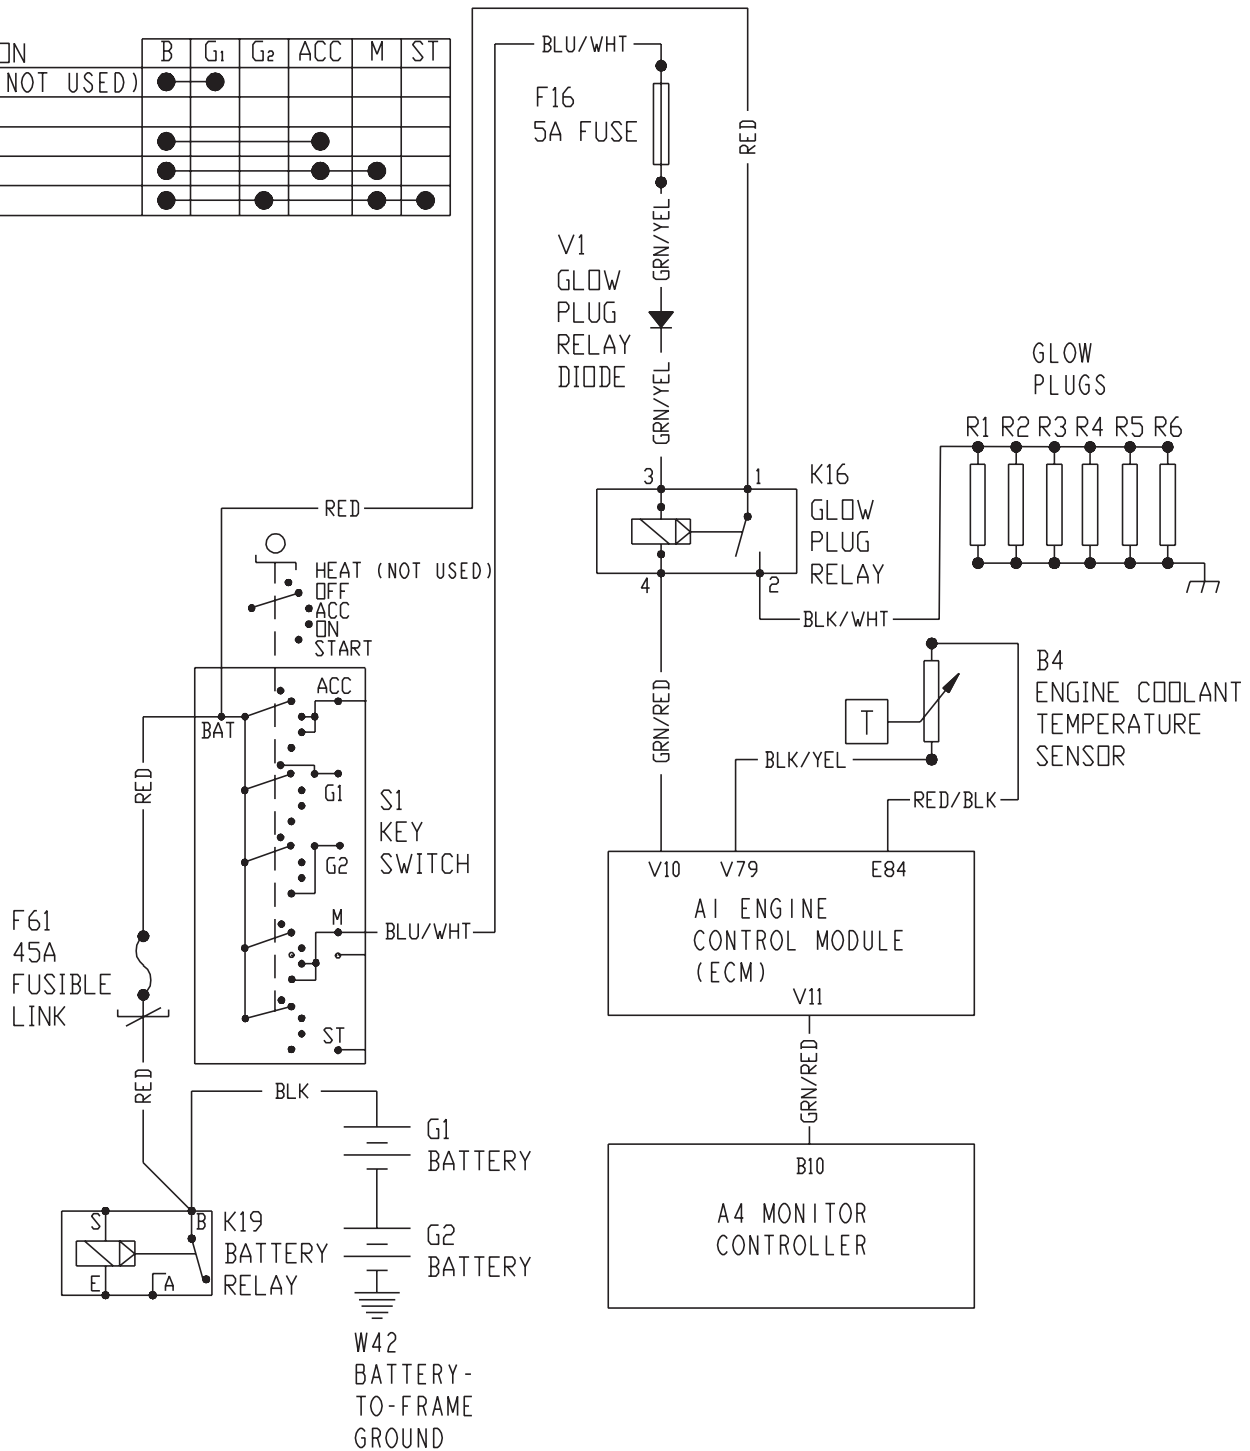 ON
B G1 G2 ACC M ST
(NOT USED)
BLU/WHT
F16
5A FUSE
RED
GRN/YEL
V1
GLOW
PLUG
RELAY
DIODE
GRN/YEL
GLOW
PLUGS
R1 R2 R3 R4 R5 R6
3
1
K16
GLOW
PLUG
RELAY
4
2
BLK/WHT
RED
HEAT (NOT USED)
OFF
ACC
ON
START
GRN/RED
B4
ENGINE COOLANT
TEMPERATURE
SENSOR
T
BLK/YEL
RED/BLK
ACC
BAT
RED
G1
S1
KEY
SWITCH
G2
M
BLU/WHT
ST
F61
45A
FUSIBLE
LINK
V10 V79 E84
A1 ENGINE
CONTROL MODULE
(ECM)
V11
GRN/RED
RED
BLK
G1
BATTERY
B10
A4 MONITOR
CONTROLLER
S
B
K19
BATTERY
RELAY
E
A
G2
BATTERY
W42
BATTERY-
TO-FRAME
GROUND